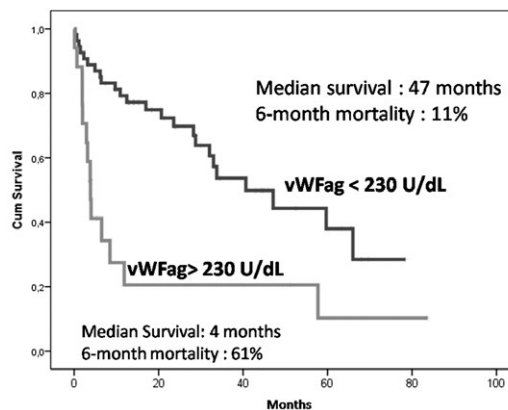 1,0
0,8
0,6
0,4
0,2
0,0
Cum Survival
Median survival : 47 months
6-month mortality : 11%
vWFag < 230 U/dL
vWFag> 230 U/dL
Median Survival: 4 months
6-month mortality : 61%
0 20 40 60 80 100
Months